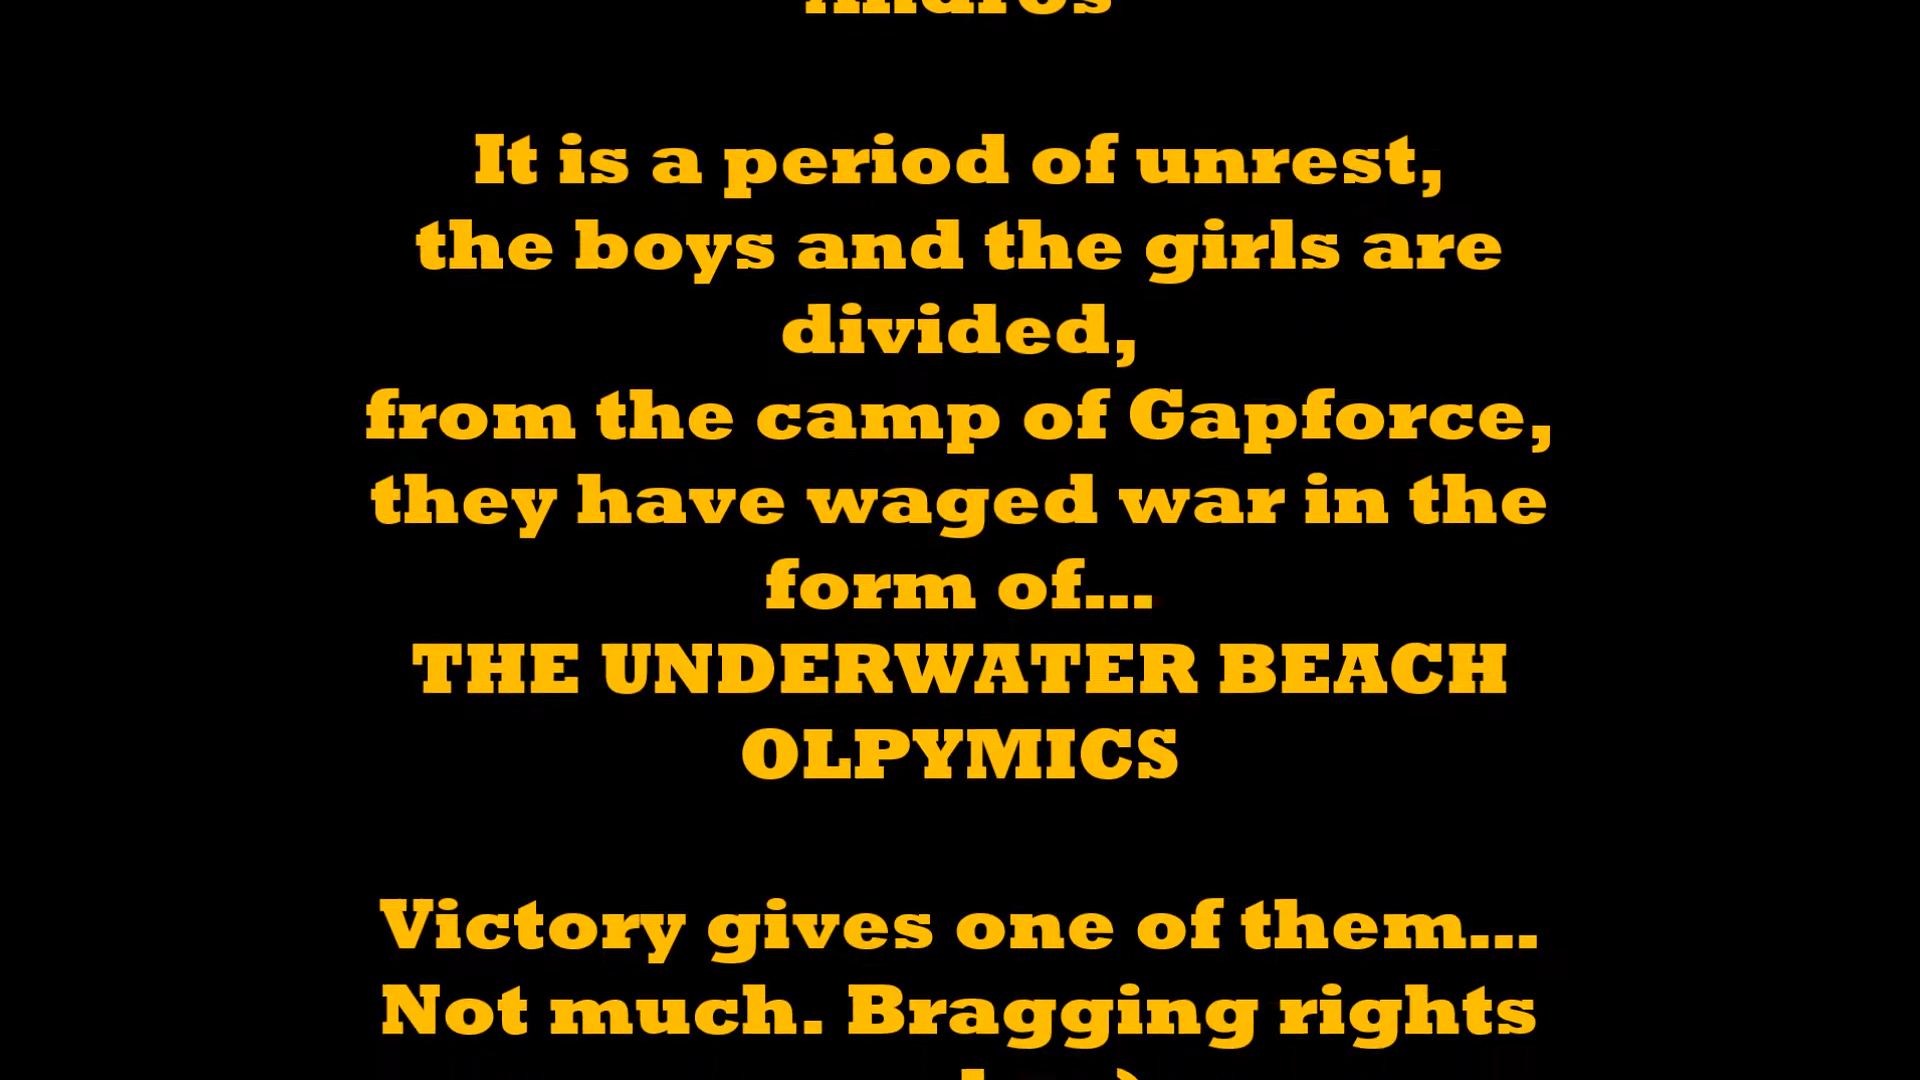 Andros
It is a period of unrest,
the boys and the girls are
divided,
from the camp of Gapforce,
they have waged war in the
form of...
THE UNDERWATER BEACH
OLPYMICS
Victory gives one of them...
Not much. Bragging rights